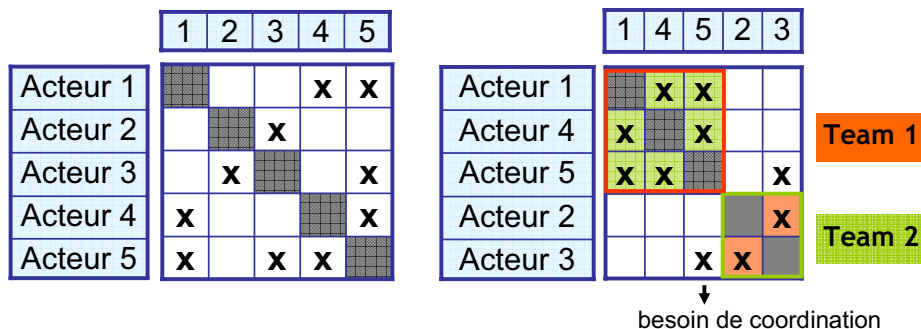 1 2 3 4 5
Acteur 1 x x
Acteur 2 x
Acteur 3 x x
Acteur 4 x x
Acteur 5 x x x
1 4 5 2 3
Acteur 1 x x
Acteur 4 x x
Acteur 5 x x x
Acteur 2 x
Acteur 3 x x
Team 1
Team 2
besoin de coordination